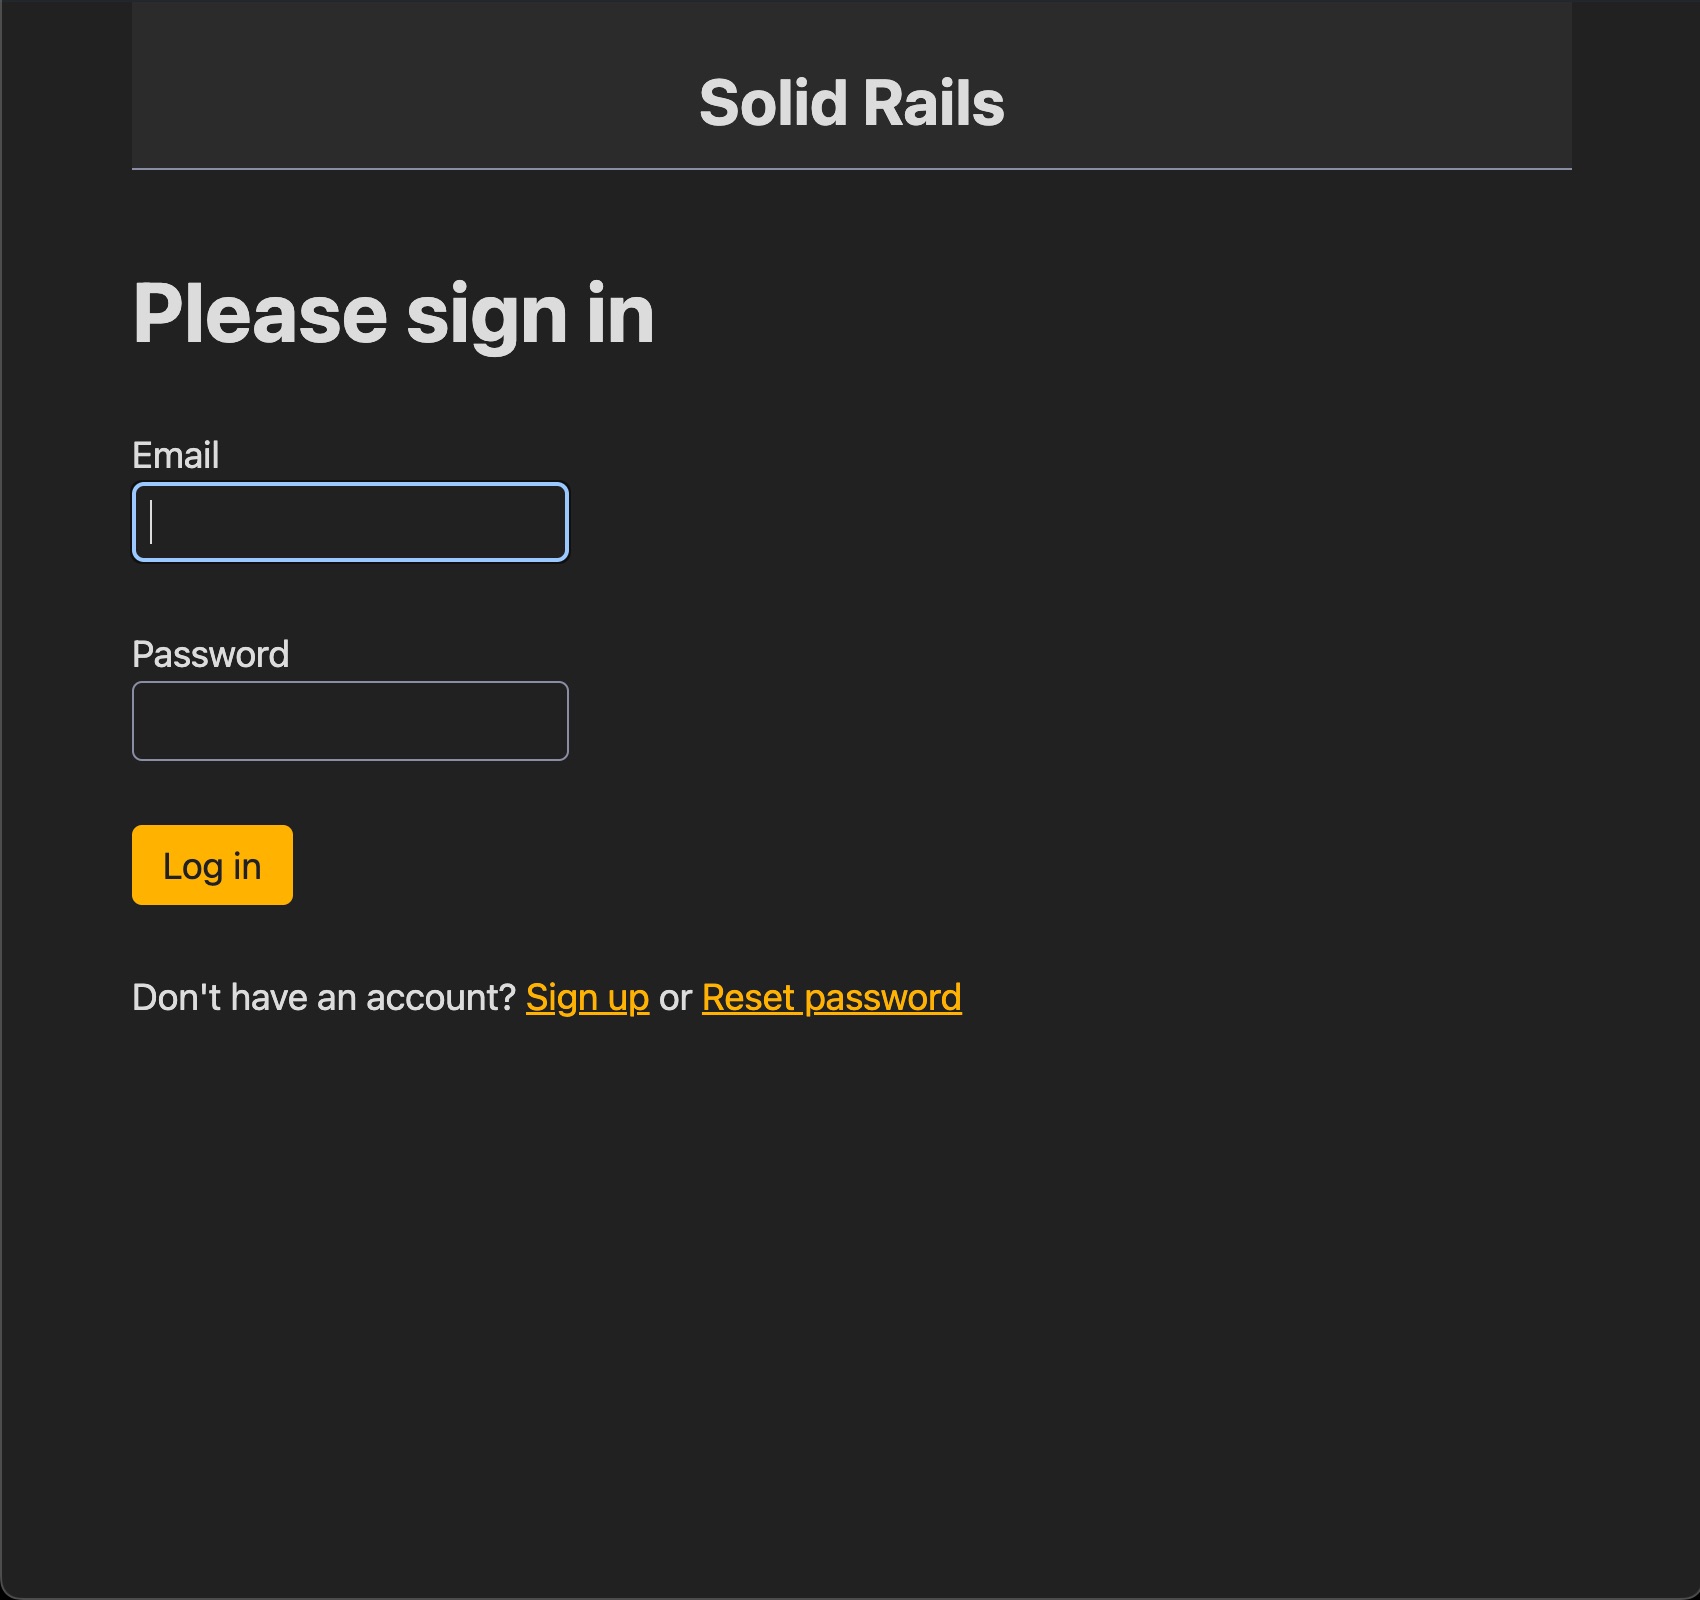 Solid Rails
Please sign in
Email
Password
Log in
Don't have an account? Sign up or Reset password